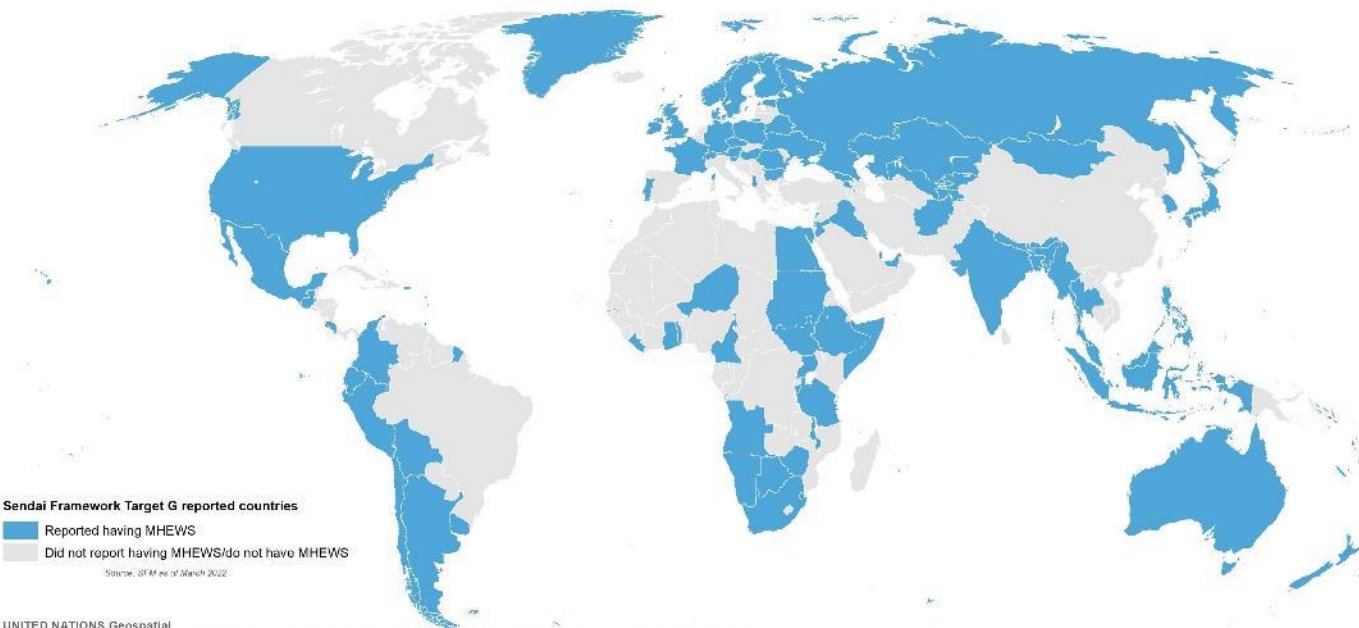 Sendai Framework Target G reported countries
Reported having MHEWS
Did not report having MHEWS/do not have MHEWS
Source: SFM as of March 2022
UNITED NATIONS Geospatial